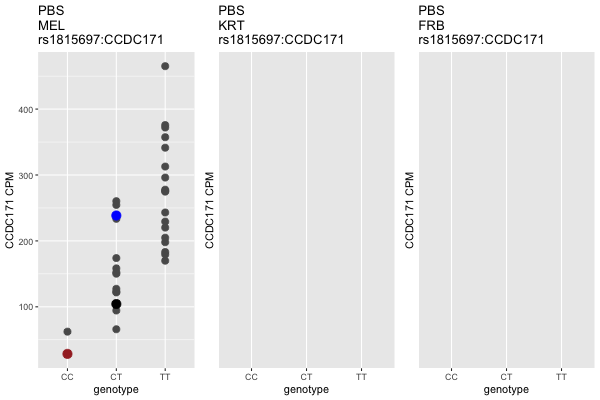 PBS
MEL
rs1815697:CCDC171
PBS
KRT
rs1815697:CCDC171
PBS
FRB
rs1815697:CCDC171
CCDC171 CPM
400
300
200
100
CC CT TT
genotype
CCDC171 CPM
CC CT TT
genotype
CCDC171 CPM
CC CT TT
genotype